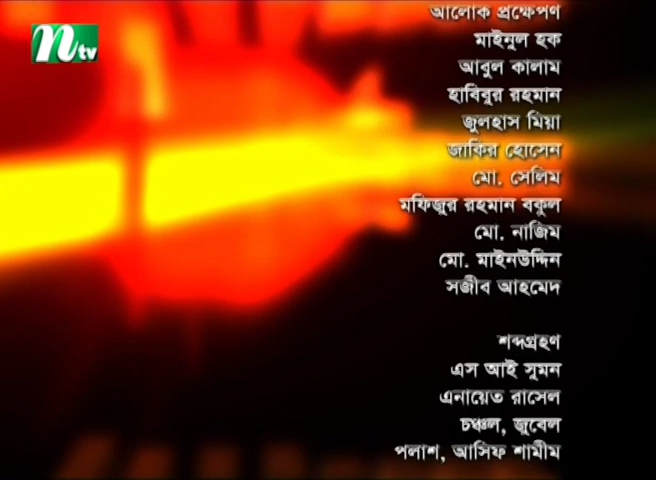 ntv
আলোক প্রক্ষেপণ
মাইনুল হক
আবুল কালাম
হাবিবুর রহমান
জুলহাস মিয়া
জাকির হোসেন
মো. সেলিম
মফিজুর রহমান বকুল
মো. নাজিম
মো. মাইনউদ্দিন
সজীব আহমেদ
শব্দগ্রহণ
এস আই সুমন
এনায়েত রাসেল
চঞ্চল, জুবেল
পলাশ, আসিফ শামীম